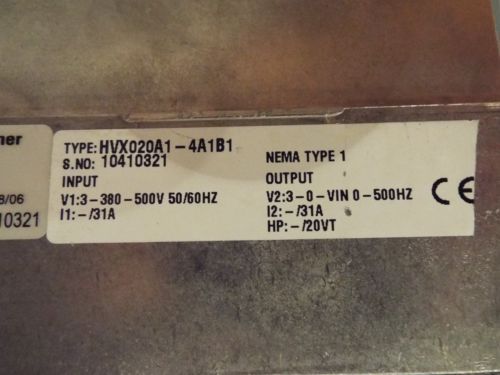 TYPE: HVX020A1-4A1B1
S.NO: 10410321
NEMA TYPE 1
INPUT
OUTPUT
V1:3-380-500V 50/60HZ
V2:3-0-VIN 0-500HZ
I1:-/31A
I2:-/31A
HP:-/20VT
CE
ner
8/06
10321